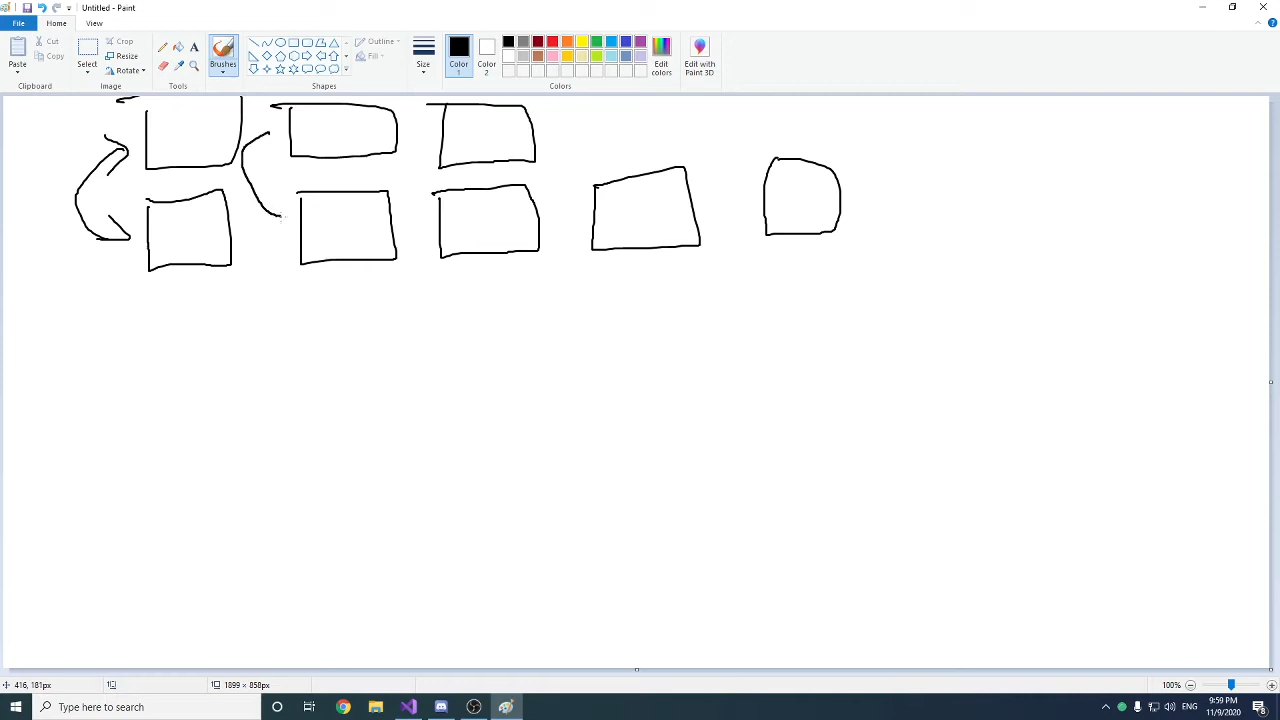 Untitled - Paint
File Home View
Paste Cut Copy Clipboard
Select Crop Resize Rotate Image
A Tools
Brushes
Outline Fill Shapes
Size
Color 1 Color 2 Edit colors Edit with Paint 3D Colors
416, 181px 1899 × 858px 100%
Type here to search ENG 9:59 PM 11/9/2020 3